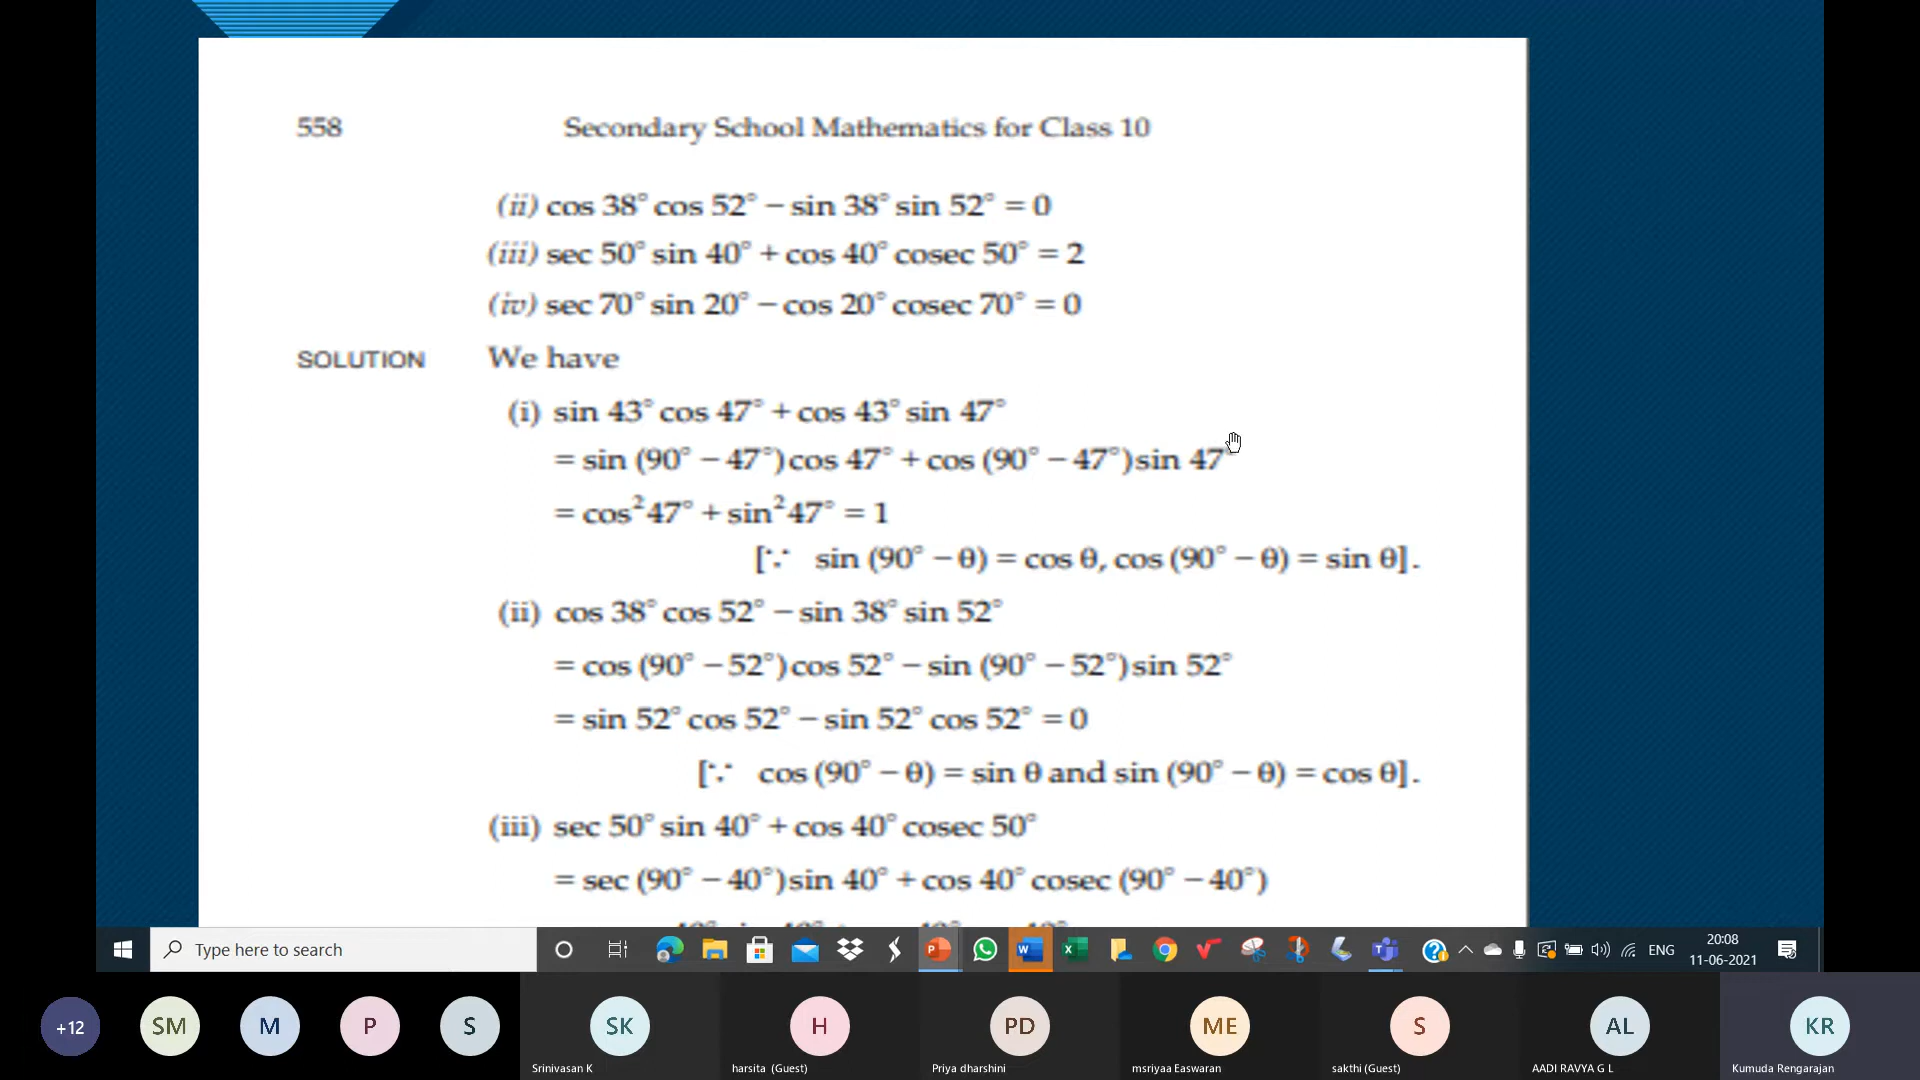 558 Secondary School Mathematics for Class 10
(ii) cos 38° cos 52° − sin 38° sin 52° = 0
(iii) sec 50° sin 40° + cos 40° cosec 50° = 2
(iv) sec 70° sin 20° − cos 20° cosec 70° = 0
SOLUTION We have
(i) sin 43° cos 47° + cos 43° sin 47°
= sin (90° − 47°) cos 47° + cos (90° − 47°) sin 47°
= cos²47° + sin²47° = 1
[∵ sin (90° − θ) = cos θ, cos (90° − θ) = sin θ].
(ii) cos 38° cos 52° − sin 38° sin 52°
= cos (90° − 52°) cos 52° − sin (90° − 52°) sin 52°
= sin 52° cos 52° − sin 52° cos 52° = 0
[∵ cos (90° − θ) = sin θ and sin (90° − θ) = cos θ].
(iii) sec 50° sin 40° + cos 40° cosec 50°
= sec (90° − 40°) sin 40° + cos 40° cosec (90° − 40°)
Type here to search
ENG
20:08
11-06-2021
+12 SM M P S SK H PD ME S AL KR
Srinivasan K harsita (Guest) Priya dharshini msriyaa Easwaran sakthi (Guest) AADI RAVYA G L Kumuda Rengarajan